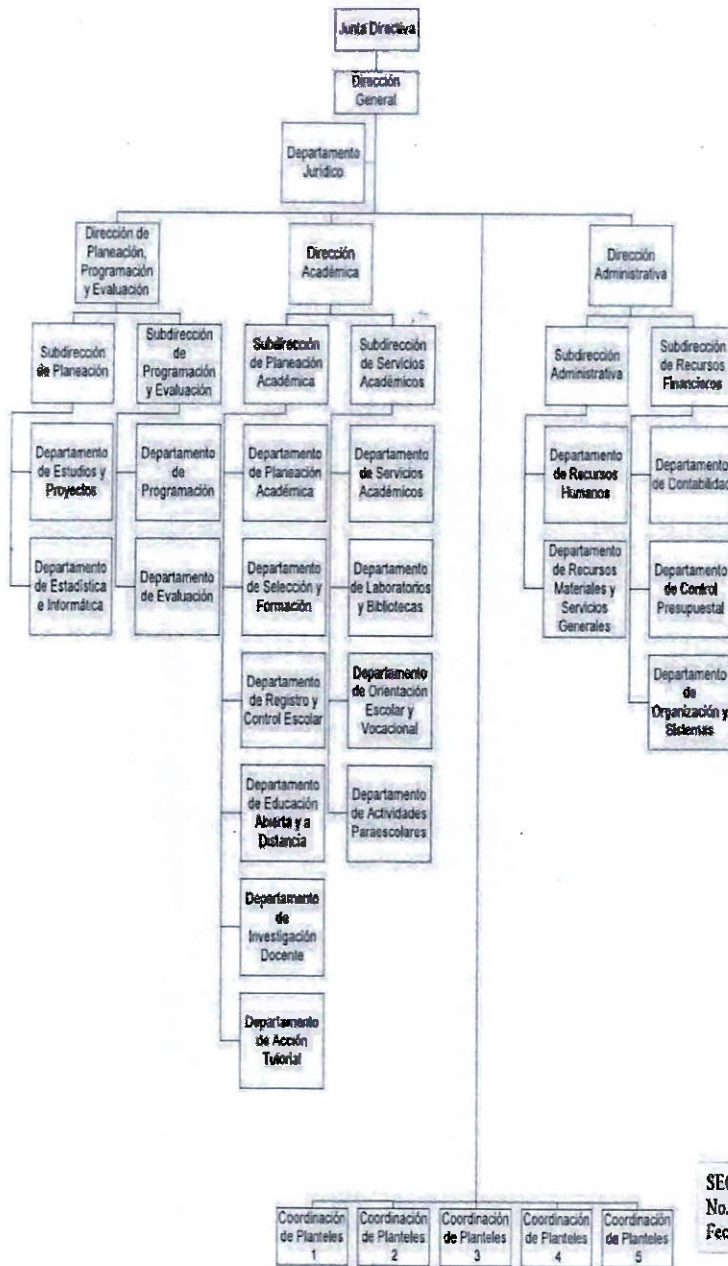 Junta Directiva
Dirección
General
Departamento
Jurídico
Dirección de
Planeación,
Programación
y Evaluación
Dirección
Académica
Dirección
Administrativa
Subdirección
de Planeación
Subdirección
de
Programación
y Evaluación
Subdirección
de Planeación
Académica
Subdirección
de Servicios
Académicos
Subdirección
Administrativa
Subdirección
de Recursos
Financieros
Departamento
de Estudios y
Proyectos
Departamento
de
Programación
Departamento
de Planeación
Académica
Departamento
de Servicios
Académicos
Departamento
de Recursos
Humanos
Departamento
de Contabilidad
Departamento
de Estadística
e Informática
Departamento
de Evaluación
Departamento
de Selección y
Formación
Departamento
de Laboratorios
y Bibliotecas
Departamento
de Recursos
Materiales y
Servicios
Generales
Departamento
de Control
Presupuestal
Departamento
de Registro y
Control Escolar
Departamento
de Orientación
Escolar y
Vocacional
Departamento
de
Organización y
Sistemas
Departamento
de Educación
Abierta y a
Distancia
Departamento
de Actividades
Paraescolares
Departamento
de
Investigación
Docente
Departamento
de Acción
Tutorial
Coordinación
de Planteles
1
Coordinación
de Planteles
2
Coordinación
de Planteles
3
Coordinación
de Planteles
4
Coordinación
de Planteles
5
No.